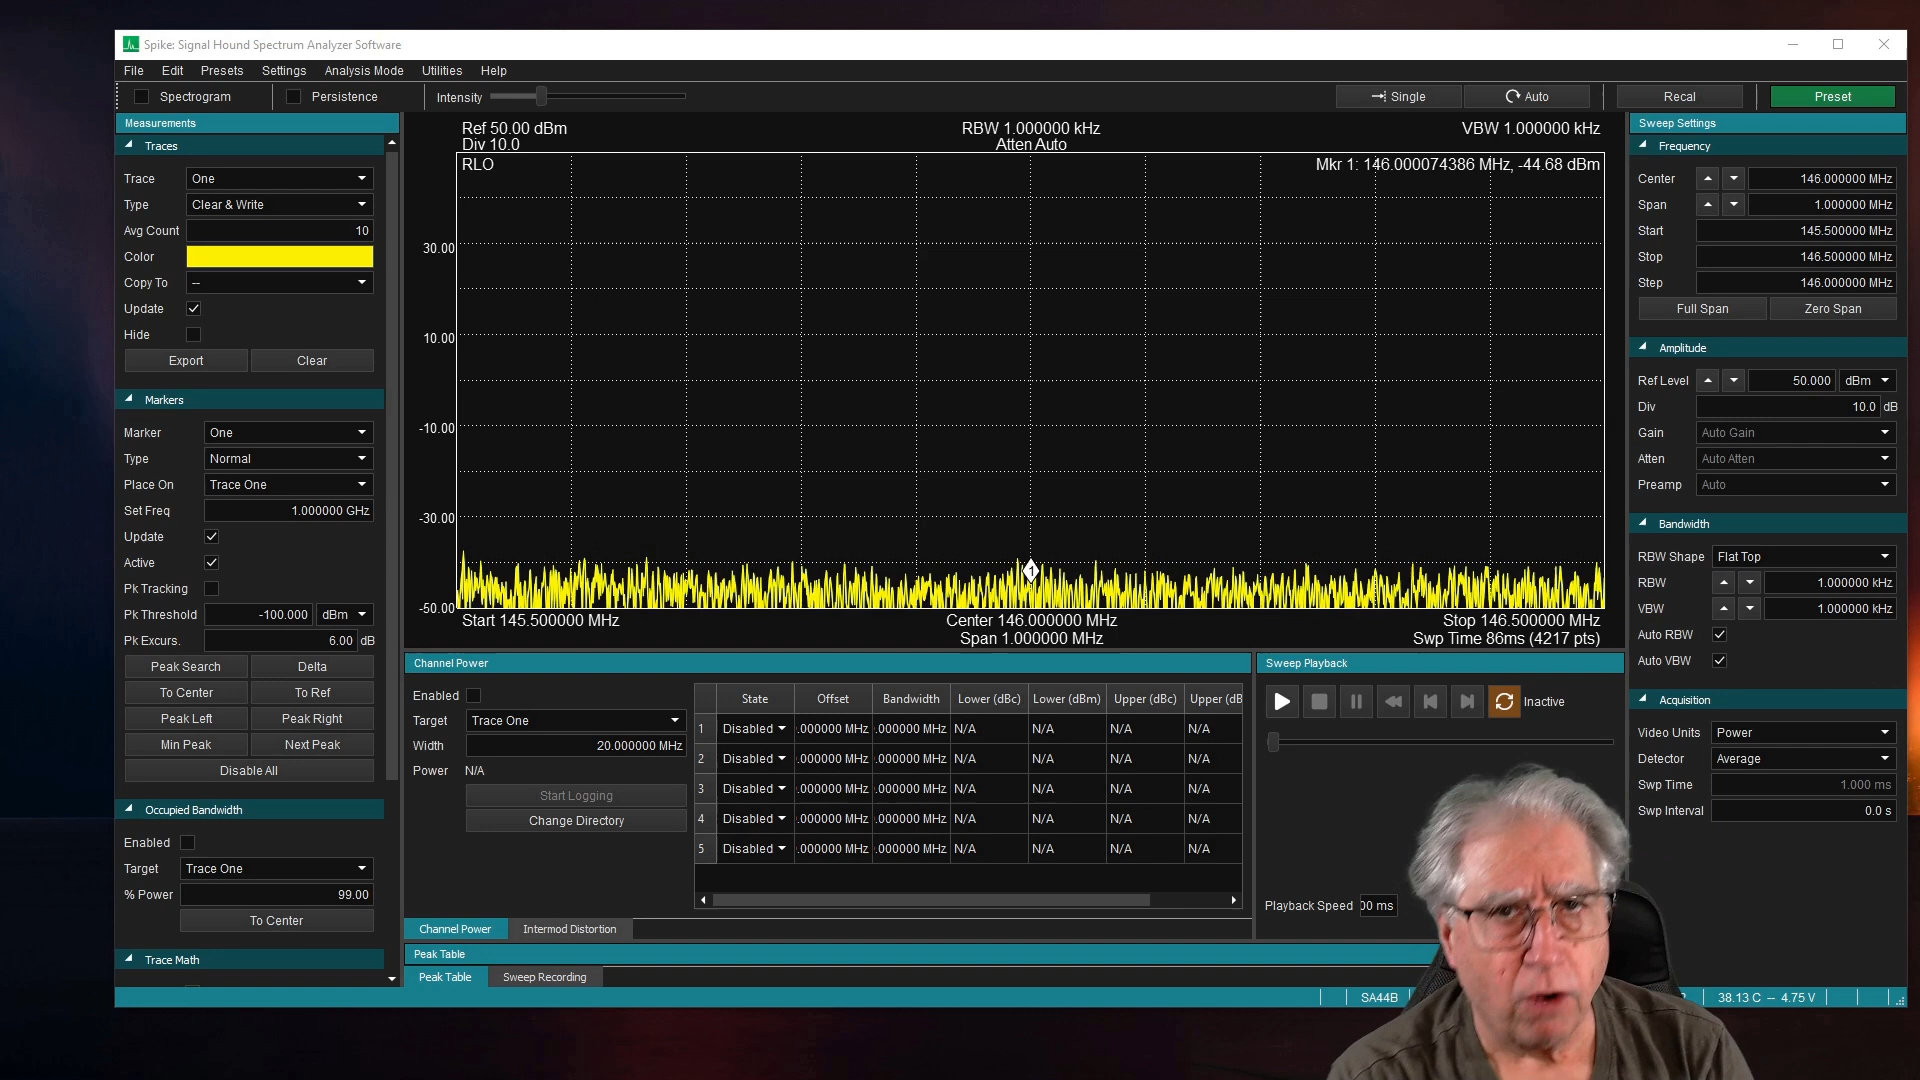 Spike: Signal Hound Spectrum Analyzer Software
File Edit Presets Settings Analysis Mode Utilities Help
Spectrogram Persistence Intensity Single Auto Recal Preset
Measurements
Traces
Trace One
Type Clear & Write
Avg Count 10
Color
Copy To --
Update
Hide
Export Clear
Markers
Marker One
Type Normal
Place On Trace One
Set Freq 1.000000 GHz
Update
Active
Pk Tracking
Pk Threshold -100.000 dBm
Pk Excurs. 6.00 dB
Peak Search Delta
To Center To Ref
Peak Left Peak Right
Min Peak Next Peak
Disable All
Occupied Bandwidth
Enabled
Target Trace One
% Power 99.00
To Center
Trace Math
Ref 50.00 dBm RBW 1.000000 kHz VBW 1.000000 kHz
Div 10.0 Atten Auto
RLO Mkr 1: 146.000074386 MHz, -44.68 dBm
30.00
10.00
-10.00
-30.00
1
-50.00
Start 145.500000 MHz Center 146.000000 MHz Stop 146.500000 MHz
Span 1.000000 MHz Swp Time 86ms (4217 pts)
Channel Power
Enabled
Target Trace One
Width 20.000000 MHz
Power N/A
Start Logging
Change Directory
State Offset Bandwidth Lower (dBc) Lower (dBm) Upper (dBc) Upper (dB
1 Disabled .000000 MHz .000000 MHz N/A N/A N/A N/A
2 Disabled .000000 MHz .000000 MHz N/A N/A N/A N/A
3 Disabled .000000 MHz .000000 MHz N/A N/A N/A N/A
4 Disabled .000000 MHz .000000 MHz N/A N/A N/A N/A
5 Disabled .000000 MHz .000000 MHz N/A N/A N/A N/A
Channel Power Intermod Distortion
Peak Table
Peak Table Sweep Recording
Sweep Playback
Inactive
Playback Speed 00 ms
Sweep Settings
Frequency
Center 146.000000 MHz
Span 1.000000 MHz
Start 145.500000 MHz
Stop 146.500000 MHz
Step 146.000000 MHz
Full Span Zero Span
Amplitude
Ref Level 50.000 dBm
Div 10.0 dB
Gain Auto Gain
Atten Auto Atten
Preamp Auto
Bandwidth
RBW Shape Flat Top
RBW 1.000000 kHz
VBW 1.000000 kHz
Auto RBW
Auto VBW
Acquisition
Video Units Power
Detector Average
Swp Time 1.000 ms
Swp Interval 0.0 s
SA44B 38.13 C -- 4.75 V